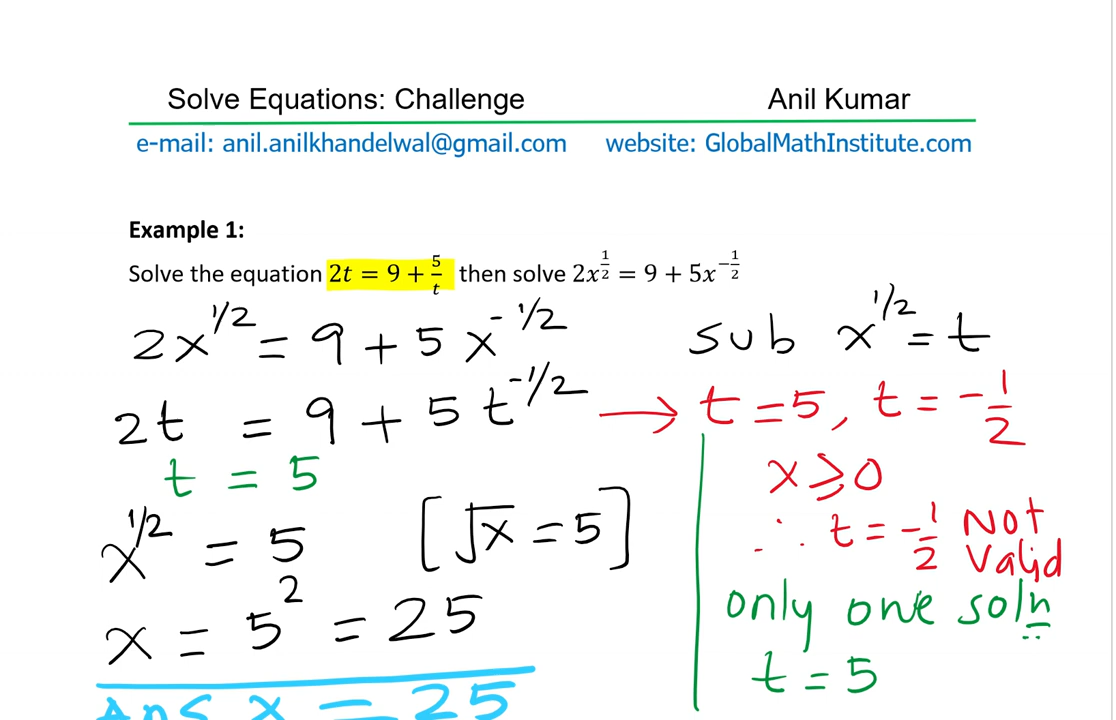 Solve Equations: Challenge Anil Kumar
e-mail: anil.anilkhandelwal@gmail.com website: GlobalMathInstitute.com
Example 1:
Solve the equation 2t = 9 + 5/t then solve 2x^(1/2) = 9 + 5x^(-1/2)
2x^(1/2) = 9 + 5x^(-1/2)
2t = 9 + 5t^(-1/2)
t = 5
x^(1/2) = 5 [√x = 5]
x = 5² = 25
Ans x = 25
sub x^(1/2) = t
→ t = 5, t = -1/2
x ⩾ 0
∴ t = -1/2 Not
Valid
only one soln
t = 5